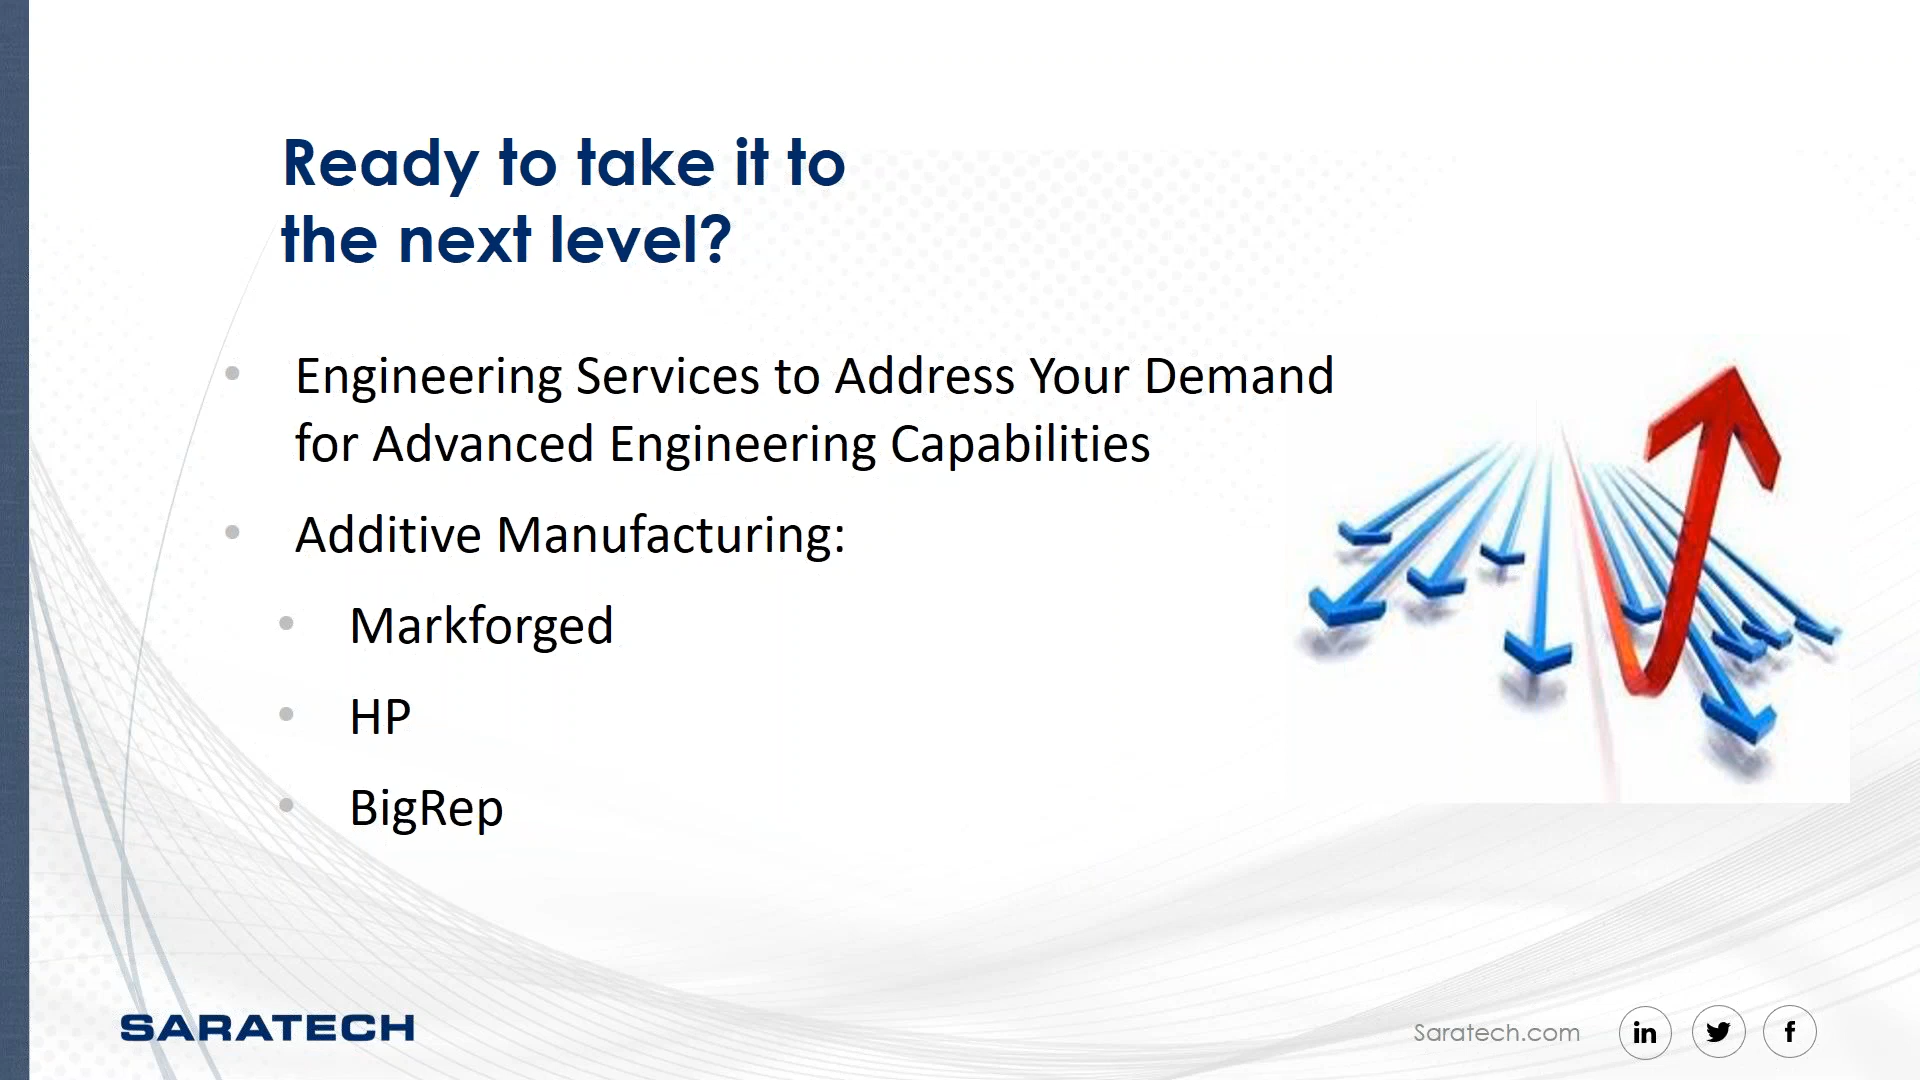 Ready to take it to
the next level?
• Engineering Services to Address Your Demand
for Advanced Engineering Capabilities
• Additive Manufacturing:
• Markforged
• HP
• BigRep
SARATECH
Saratech.com
in
f